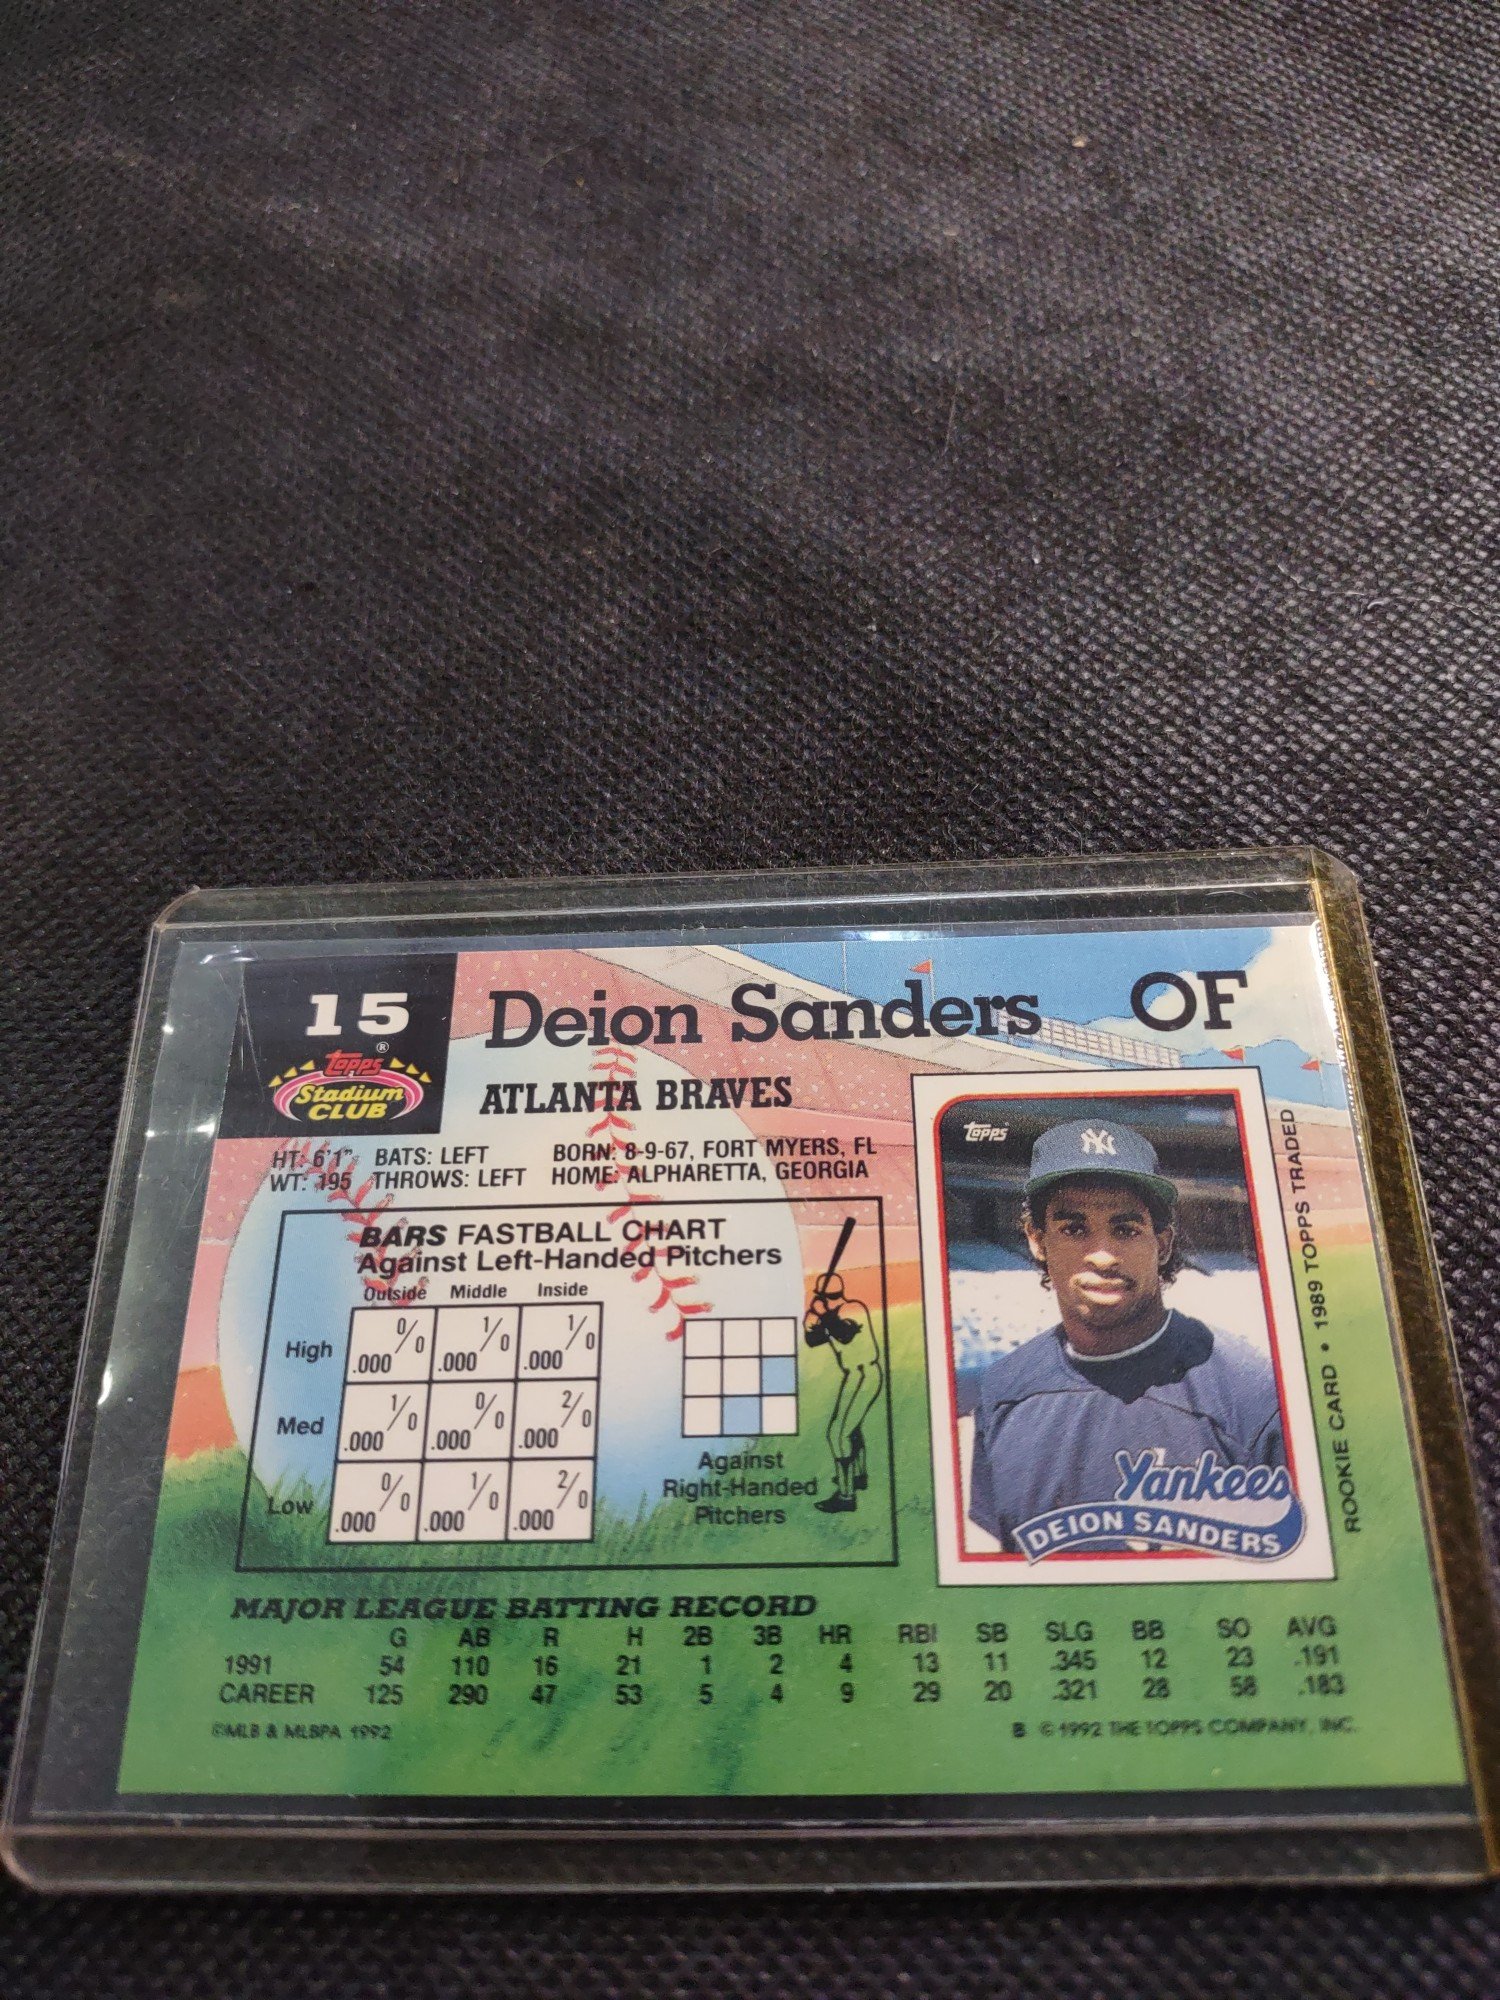 15 Deion Sanders OF
topps®
Stadium
CLUB
ATLANTA BRAVES
HT: 6'1" BATS: LEFT BORN: 8-9-67, FORT MYERS, FL
WT: 195 THROWS: LEFT HOME: ALPHARETTA, GEORGIA
BARS FASTBALL CHART
Against Left-Handed Pitchers
Outside Middle Inside
High 0/0 .000 1/0 .000 1/0 .000
Med 1/0 .000 0/0 .000 2/0 .000
Low 0/0 .000 1/0 .000 2/0 .000
Against
Right-Handed
Pitchers
topps
NY
Yankees
DEION SANDERS
ROOKIE CARD • 1989 TOPPS TRADED
MAJOR LEAGUE BATTING RECORD
G AB R H 2B 3B HR RBI SB SLG BB SO AVG
1991 54 110 16 21 1 2 4 13 11 .345 12 23 .191
CAREER 125 290 47 53 5 4 9 29 20 .321 28 58 .183
©MLB & MLBPA 1992 B ©1992 THE TOPPS COMPANY, INC.